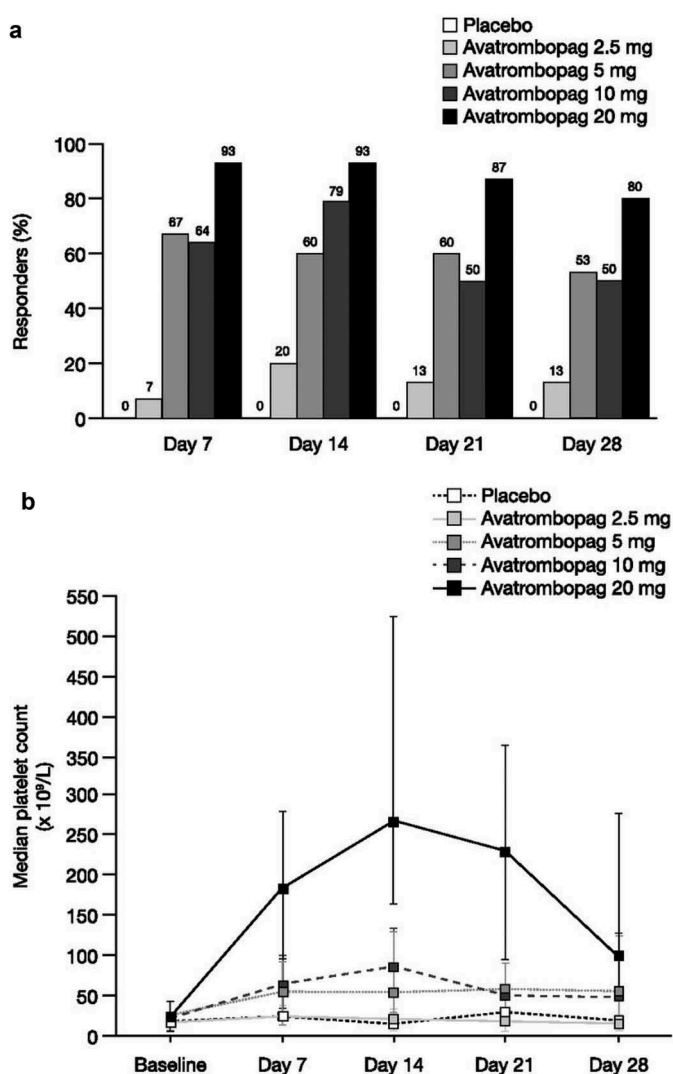 a
Placebo
Avatrombopag 2.5 mg
Avatrombopag 5 mg
Avatrombopag 10 mg
Avatrombopag 20 mg
Responders (%)
100
80
60
40
20
0
0 7 67 64 93
0 20 60 79 93
0 13 60 50 87
0 13 53 50 80
Day 7 Day 14 Day 21 Day 28
b
Placebo
Avatrombopag 2.5 mg
Avatrombopag 5 mg
Avatrombopag 10 mg
Avatrombopag 20 mg
Median platelet count
(x 10⁹/L)
550
500
450
400
350
300
250
200
150
100
50
0
Baseline Day 7 Day 14 Day 21 Day 28